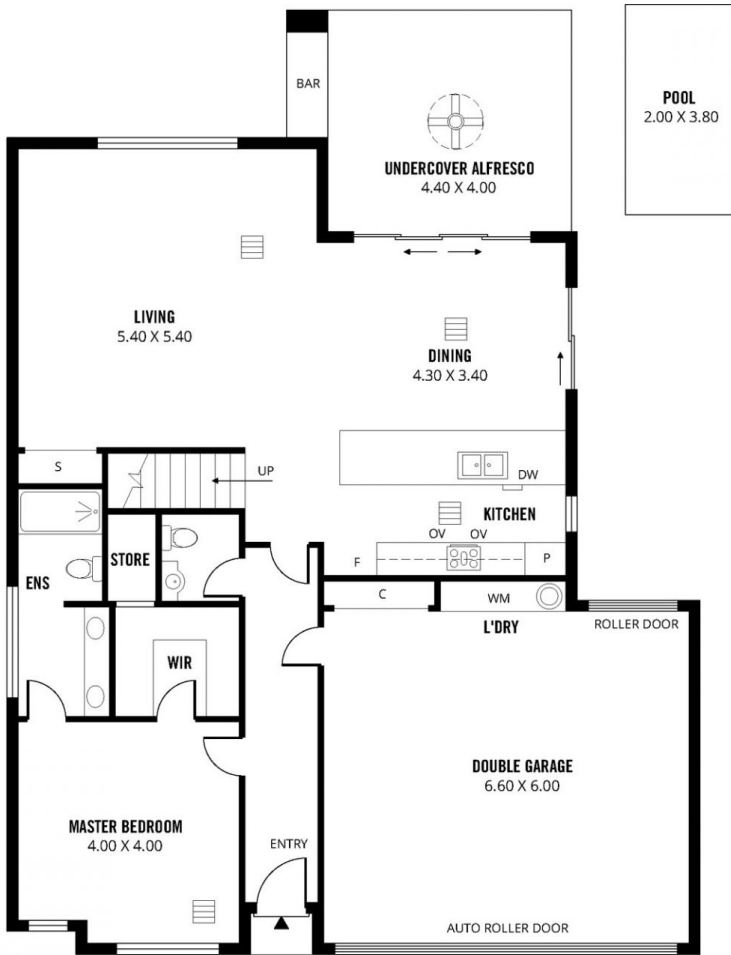 BAR
POOL
2.00 X 3.80
UNDERCOVER ALFRESCO
4.40 X 4.00
LIVING
5.40 X 5.40
DINING
4.30 X 3.40
S
UP
DW
KITCHEN
OV OV
F
P
STORE
ENS
C
WM
L'DRY
ROLLER DOOR
WIR
DOUBLE GARAGE
6.60 X 6.00
MASTER BEDROOM
4.00 X 4.00
ENTRY
AUTO ROLLER DOOR